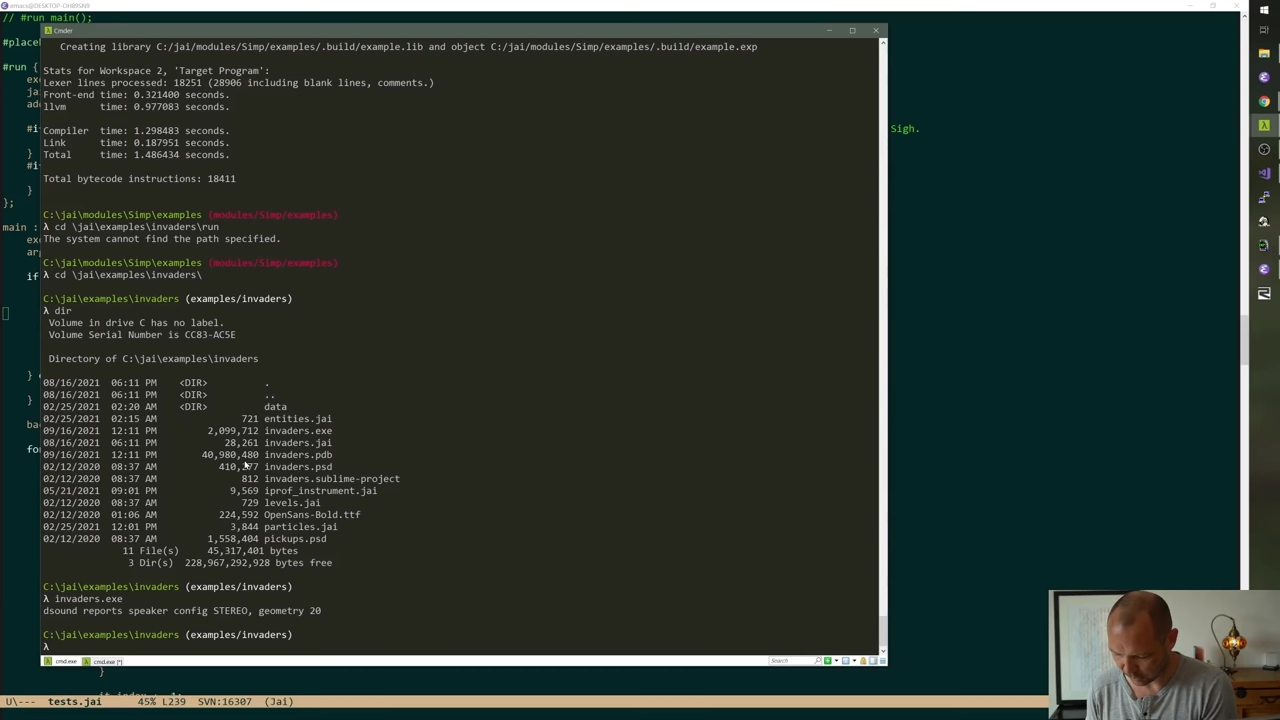 emacs@DESKTOP-OH89SN9
// #run main();
Cmder
#run {
Creating library C:/jai/modules/Simp/examples/.build/example.lib and object C:/jai/modules/Simp/examples/.build/example.exp
Stats for Workspace 2, 'Target Program':
Lexer lines processed: 18251 (28906 including blank lines, comments.)
Front-end time: 0.321400 seconds.
llvm      time: 0.977083 seconds.
Compiler  time: 1.298483 seconds.
Sigh.
Link      time: 0.187951 seconds.
Total     time: 1.486434 seconds.
}
#i
Total bytecode instructions: 18411
}
};
C:\jai\modules\Simp\examples (modules/Simp/examples)
λ cd \jai\examples\invaders\run
main :
The system cannot find the path specified.
C:\jai\modules\Simp\examples (modules/Simp/examples)
λ cd \jai\examples\invaders\
if
C:\jai\examples\invaders (examples/invaders)
λ dir
Volume in drive C has no label.
Volume Serial Number is CC83-AC5E
Directory of C:\jai\examples\invaders
08/16/2021  06:11 PM    <DIR>          .
08/16/2021  06:11 PM    <DIR>          ..
02/25/2021  02:20 AM    <DIR>          data
02/25/2021  02:15 AM               721 entities.jai
09/16/2021  12:11 PM         2,099,712 invaders.exe
08/16/2021  06:11 PM            28,261 invaders.jai
09/16/2021  12:11 PM        40,980,480 invaders.pdb
02/12/2020  08:37 AM invaders.psd
02/12/2020  08:37 AM               812 invaders.sublime-project
05/21/2021  09:01 PM             9,569 iprof_instrument.jai
02/12/2020  08:37 AM               729 levels.jai
02/12/2020  01:06 AM           224,592 OpenSans-Bold.ttf
02/25/2021  12:01 PM             3,844 particles.jai
02/12/2020  08:37 AM         1,558,404 pickups.psd
11 File(s)     45,317,401 bytes
3 Dir(s)  228,967,292,928 bytes free
C:\jai\examples\invaders (examples/invaders)
λ invaders.exe
dsound reports speaker config STEREO, geometry 20
C:\jai\examples\invaders (examples/invaders)
λ
cmd.exe  cmd.exe [*]
Search
}
U\---  tests.jai      45% L239   SVN:16307  (Jai)